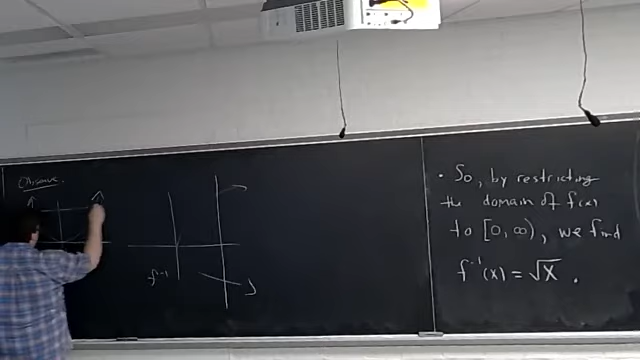 Observe.
f⁻¹
• So, by restricting
the domain of f(x)
to [0, ∞), we find
f⁻¹(x) = √x .